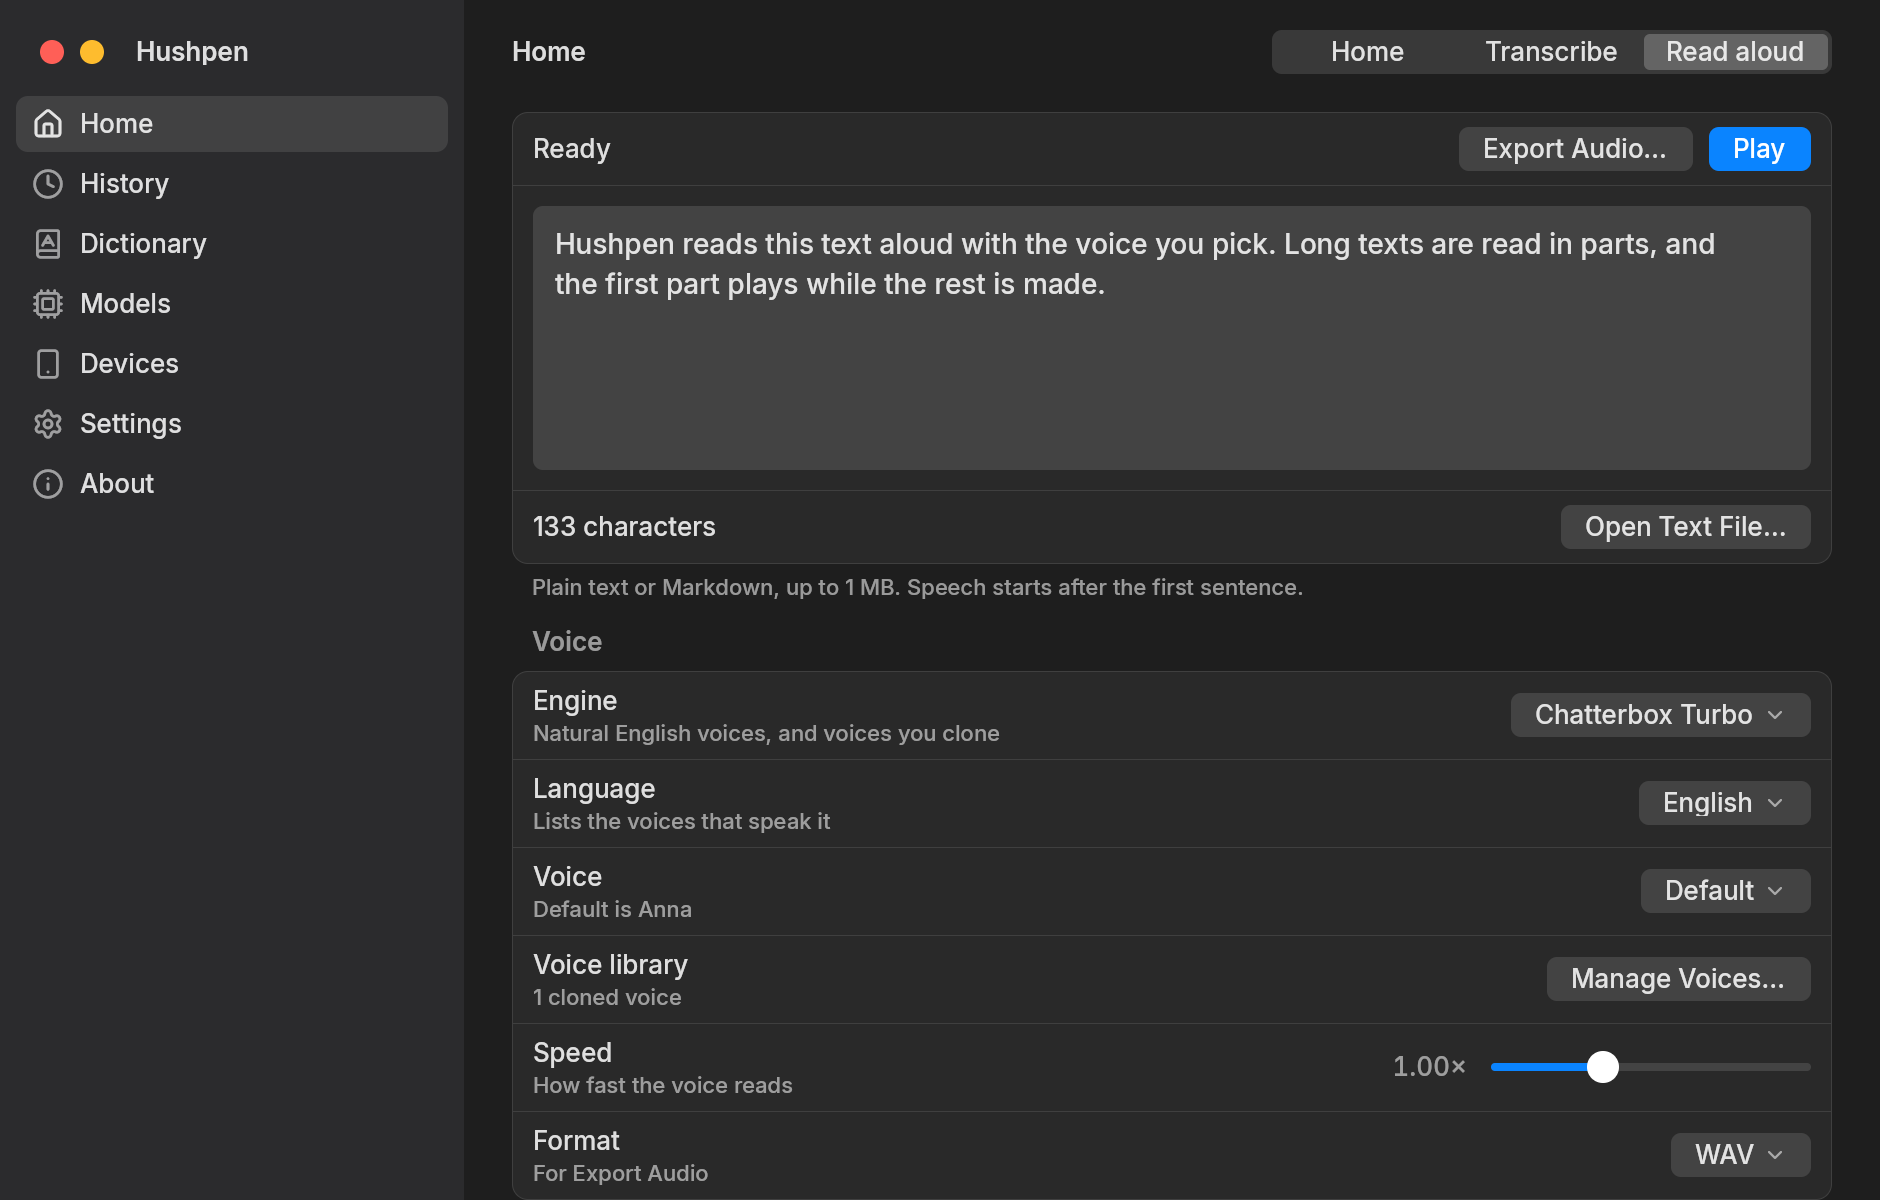 Hushpen
Home
History
Dictionary
Models
Devices
Settings
About
Home
Home Transcribe Read aloud
Ready
Export Audio...
Play
Hushpen reads this text aloud with the voice you pick. Long texts are read in parts, and
the first part plays while the rest is made.
133 characters
Open Text File...
Plain text or Markdown, up to 1 MB. Speech starts after the first sentence.
Voice
Engine
Natural English voices, and voices you clone
Chatterbox Turbo
Language
Lists the voices that speak it
English
Voice
Default is Anna
Default
Voice library
1 cloned voice
Manage Voices...
Speed
How fast the voice reads
1.00×
Format
For Export Audio
WAV